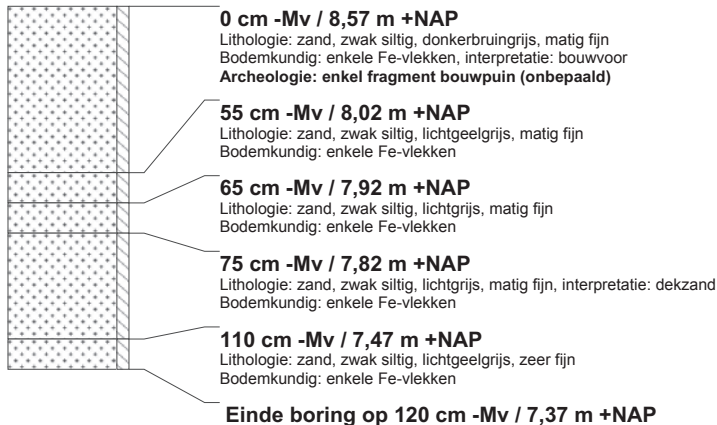 0 cm -Mv / 8,57 m +NAP
Lithologie: zand, zwak siltig, donkerbruingrijs, matig fijn
Bodemkundig: enkele Fe-vlekken, interpretatie: bouwvoor
Archeologie: enkel fragment bouwpuin (onbepaald)
55 cm -Mv / 8,02 m +NAP
Lithologie: zand, zwak siltig, lichtgeelgrijs, matig fijn
Bodemkundig: enkele Fe-vlekken
65 cm -Mv / 7,92 m +NAP
Lithologie: zand, zwak siltig, lichtgrijs, matig fijn
Bodemkundig: enkele Fe-vlekken
75 cm -Mv / 7,82 m +NAP
Lithologie: zand, zwak siltig, lichtgrijs, matig fijn, interpretatie: dekzand
Bodemkundig: enkele Fe-vlekken
110 cm -Mv / 7,47 m +NAP
Lithologie: zand, zwak siltig, lichtgeelgrijs, zeer fijn
Bodemkundig: enkele Fe-vlekken
Einde boring op 120 cm -Mv / 7,37 m +NAP